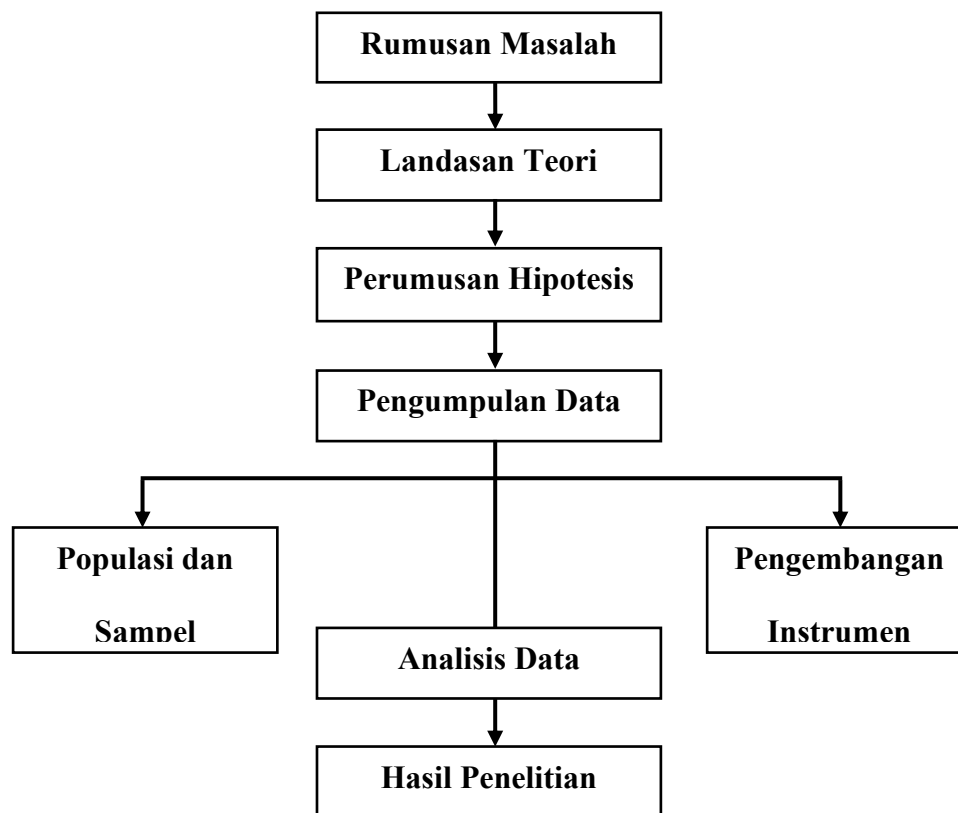 Rumusan Masalah
Landasan Teori
Perumusan Hipotesis
Pengumpulan Data
Populasi dan
Sampel
Pengembangan
Instrumen
Analisis Data
Hasil Penelitian